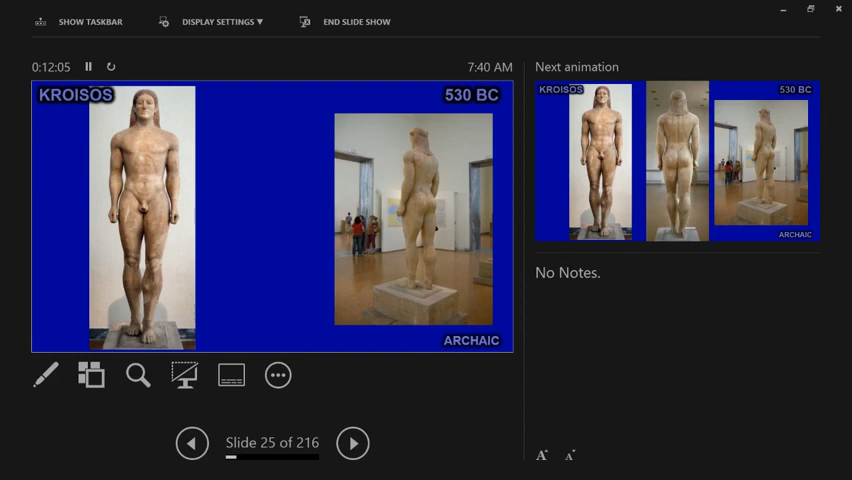 SHOW TASKBAR
DISPLAY SETTINGS ▼
END SLIDE SHOW
0:12:05
7:40 AM
KROISOS
530 BC
ARCHAIC
Next animation
KROISOS
530 BC
ARCHAIC
No Notes.
Slide 25 of 216
A A